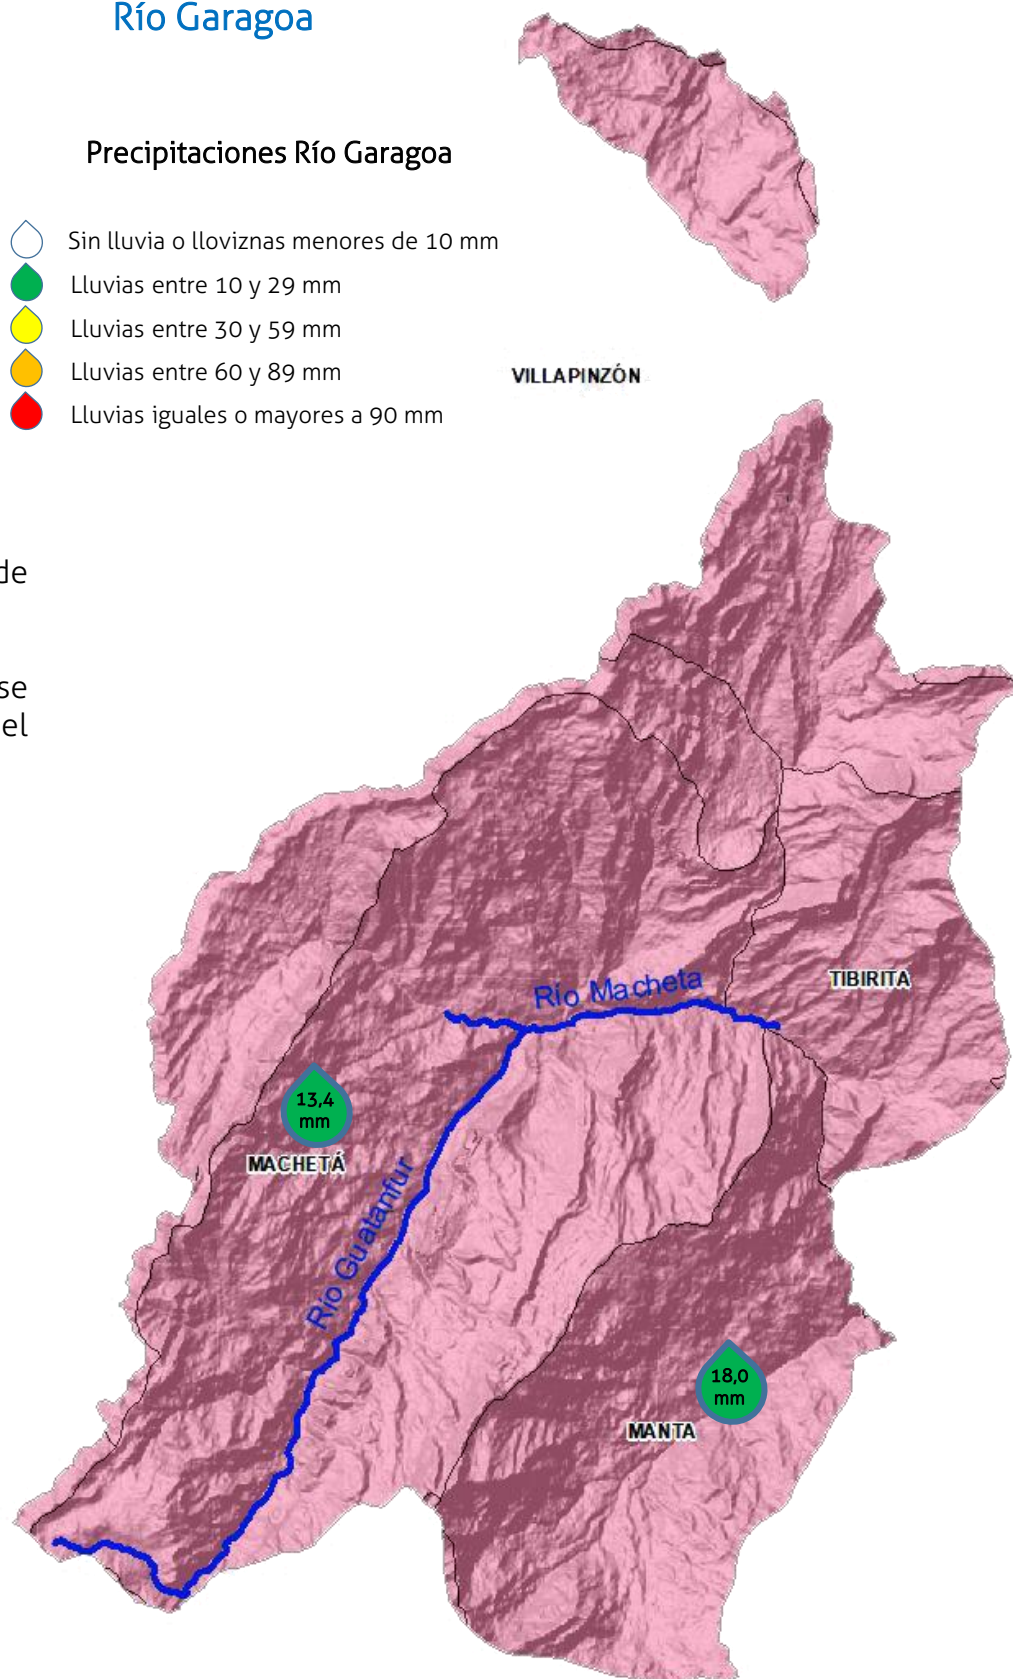 Río Garagoa
Precipitaciones Río Garagoa
Sin lluvia o lloviznas menores de 10 mm
Lluvias entre 10 y 29 mm
Lluvias entre 30 y 59 mm
Lluvias entre 60 y 89 mm
Lluvias iguales o mayores a 90 mm
VILLAPINZÓN
de
se
el
Río Macheta
TIBIRITA
13,4
mm
MACHETÁ
Río Guatanfur
18,0
mm
MANTA